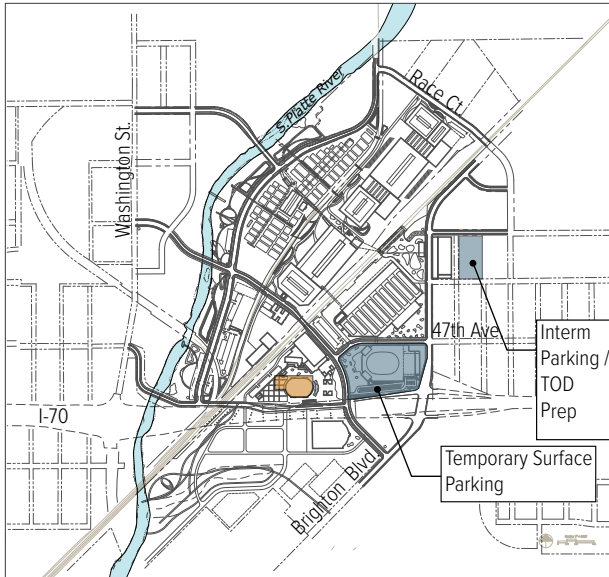 Race Ct.
S. Platte River
Washington St.
47th Ave
Interm
Parking /
TOD
Prep
I-70
Temporary Surface
Parking
Brighton Blvd.